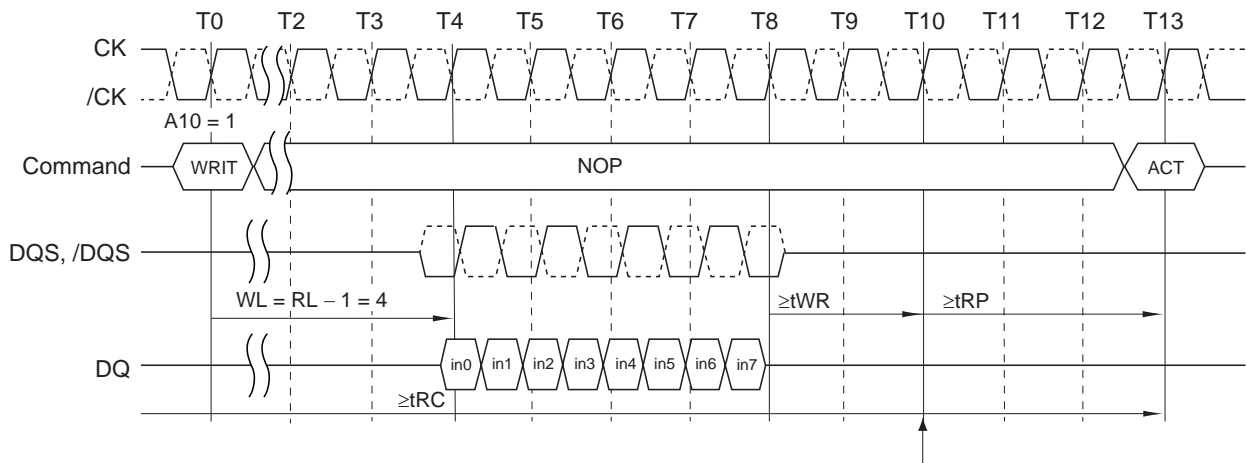 T0 T2 T3 T4 T5 T6 T7 T8 T9 T10 T11 T12 T13
CK
/CK
A10 = 1
Command WRIT NOP ACT
DQS, /DQS
WL = RL − 1 = 4 ≥tWR ≥tRP
DQ in0 in1 in2 in3 in4 in5 in6 in7
≥tRC